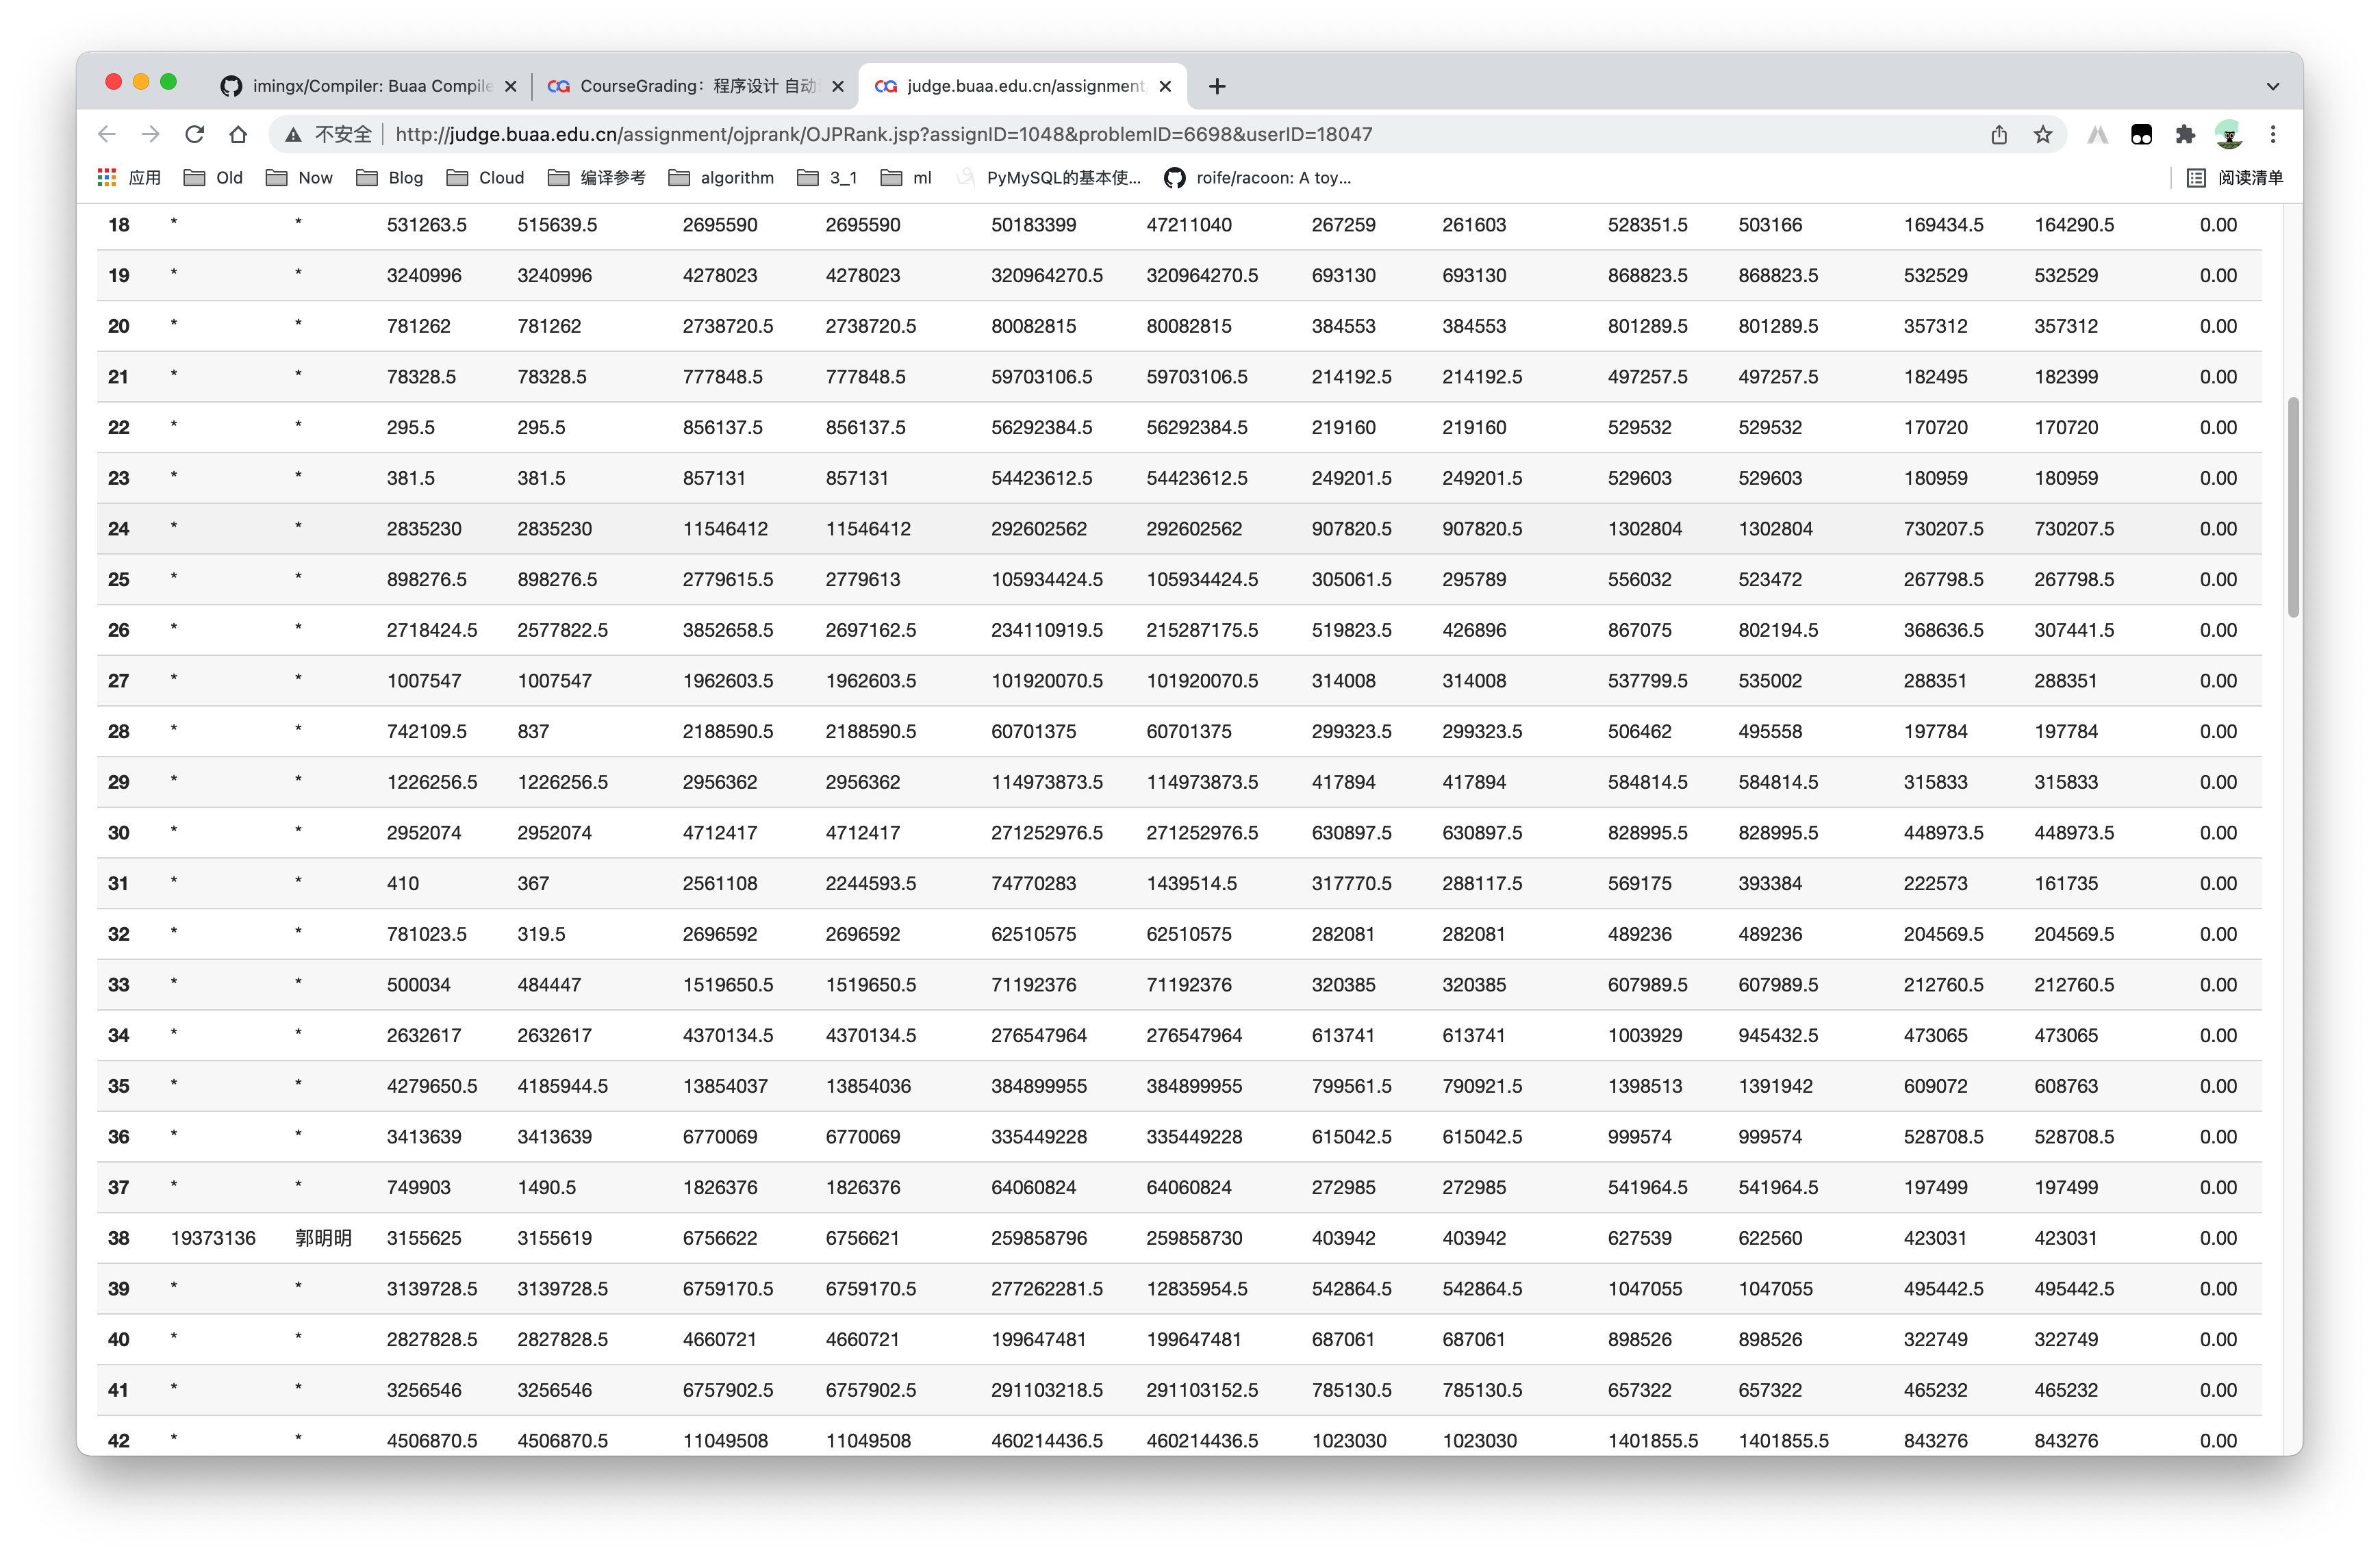 imingx/Compiler: Buaa Compile
CourseGrading：程序设计 自动
judge.buaa.edu.cn/assignment
不安全 http://judge.buaa.edu.cn/assignment/ojprank/OJPRank.jsp?assignID=1048&problemID=6698&userID=18047
应用 Old Now Blog Cloud 编译参考 algorithm 3_1 ml PyMySQL的基本使... roife/racoon: A toy... 阅读清单
18 * * 531263.5 515639.5 2695590 2695590 50183399 47211040 267259 261603 528351.5 503166 169434.5 164290.5 0.00
19 * * 3240996 3240996 4278023 4278023 320964270.5 320964270.5 693130 693130 868823.5 868823.5 532529 532529 0.00
20 * * 781262 781262 2738720.5 2738720.5 80082815 80082815 384553 384553 801289.5 801289.5 357312 357312 0.00
21 * * 78328.5 78328.5 777848.5 777848.5 59703106.5 59703106.5 214192.5 214192.5 497257.5 497257.5 182495 182399 0.00
22 * * 295.5 295.5 856137.5 856137.5 56292384.5 56292384.5 219160 219160 529532 529532 170720 170720 0.00
23 * * 381.5 381.5 857131 857131 54423612.5 54423612.5 249201.5 249201.5 529603 529603 180959 180959 0.00
24 * * 2835230 2835230 11546412 11546412 292602562 292602562 907820.5 907820.5 1302804 1302804 730207.5 730207.5 0.00
25 * * 898276.5 898276.5 2779615.5 2779613 105934424.5 105934424.5 305061.5 295789 556032 523472 267798.5 267798.5 0.00
26 * * 2718424.5 2577822.5 3852658.5 2697162.5 234110919.5 215287175.5 519823.5 426896 867075 802194.5 368636.5 307441.5 0.00
27 * * 1007547 1007547 1962603.5 1962603.5 101920070.5 101920070.5 314008 314008 537799.5 535002 288351 288351 0.00
28 * * 742109.5 837 2188590.5 2188590.5 60701375 60701375 299323.5 299323.5 506462 495558 197784 197784 0.00
29 * * 1226256.5 1226256.5 2956362 2956362 114973873.5 114973873.5 417894 417894 584814.5 584814.5 315833 315833 0.00
30 * * 2952074 2952074 4712417 4712417 271252976.5 271252976.5 630897.5 630897.5 828995.5 828995.5 448973.5 448973.5 0.00
31 * * 410 367 2561108 2244593.5 74770283 1439514.5 317770.5 288117.5 569175 393384 222573 161735 0.00
32 * * 781023.5 319.5 2696592 2696592 62510575 62510575 282081 282081 489236 489236 204569.5 204569.5 0.00
33 * * 500034 484447 1519650.5 1519650.5 71192376 71192376 320385 320385 607989.5 607989.5 212760.5 212760.5 0.00
34 * * 2632617 2632617 4370134.5 4370134.5 276547964 276547964 613741 613741 1003929 945432.5 473065 473065 0.00
35 * * 4279650.5 4185944.5 13854037 13854036 384899955 384899955 799561.5 790921.5 1398513 1391942 609072 608763 0.00
36 * * 3413639 3413639 6770069 6770069 335449228 335449228 615042.5 615042.5 999574 999574 528708.5 528708.5 0.00
37 * * 749903 1490.5 1826376 1826376 64060824 64060824 272985 272985 541964.5 541964.5 197499 197499 0.00
38 19373136 郭明明 3155625 3155619 6756622 6756621 259858796 259858730 403942 403942 627539 622560 423031 423031 0.00
39 * * 3139728.5 3139728.5 6759170.5 6759170.5 277262281.5 12835954.5 542864.5 542864.5 1047055 1047055 495442.5 495442.5 0.00
40 * * 2827828.5 2827828.5 4660721 4660721 199647481 199647481 687061 687061 898526 898526 322749 322749 0.00
41 * * 3256546 3256546 6757902.5 6757902.5 291103218.5 291103152.5 785130.5 785130.5 657322 657322 465232 465232 0.00
42 * * 4506870.5 4506870.5 11049508 11049508 460214436.5 460214436.5 1023030 1023030 1401855.5 1401855.5 843276 843276 0.00